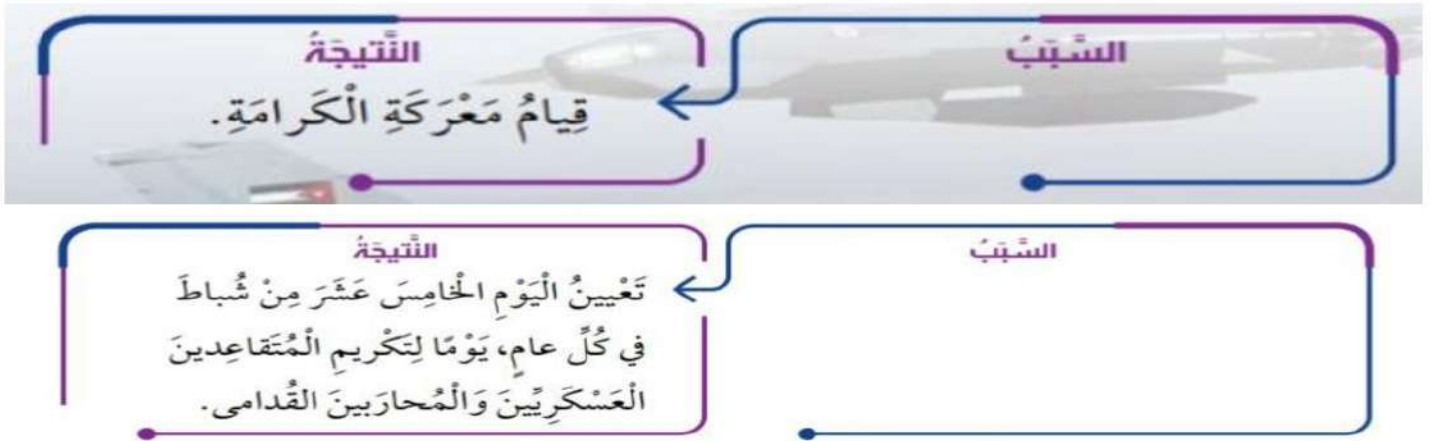 السَّبَبُ
النَّتيجَةُ
قِيامُ مَعْرَكَةِ الْكَرامَةِ.
السَّبَبُ
النَّتيجَةُ
تَعْيينُ الْيَوْمِ الْخامِسَ عَشَرَ مِنْ شُباطَ
في كُلِّ عامٍ، يَوْمًا لِتَكْريمِ الْمُتَقاعِدينَ
الْعَسْكَرِيِّينَ وَالْمُحارَبينَ القُدامى.